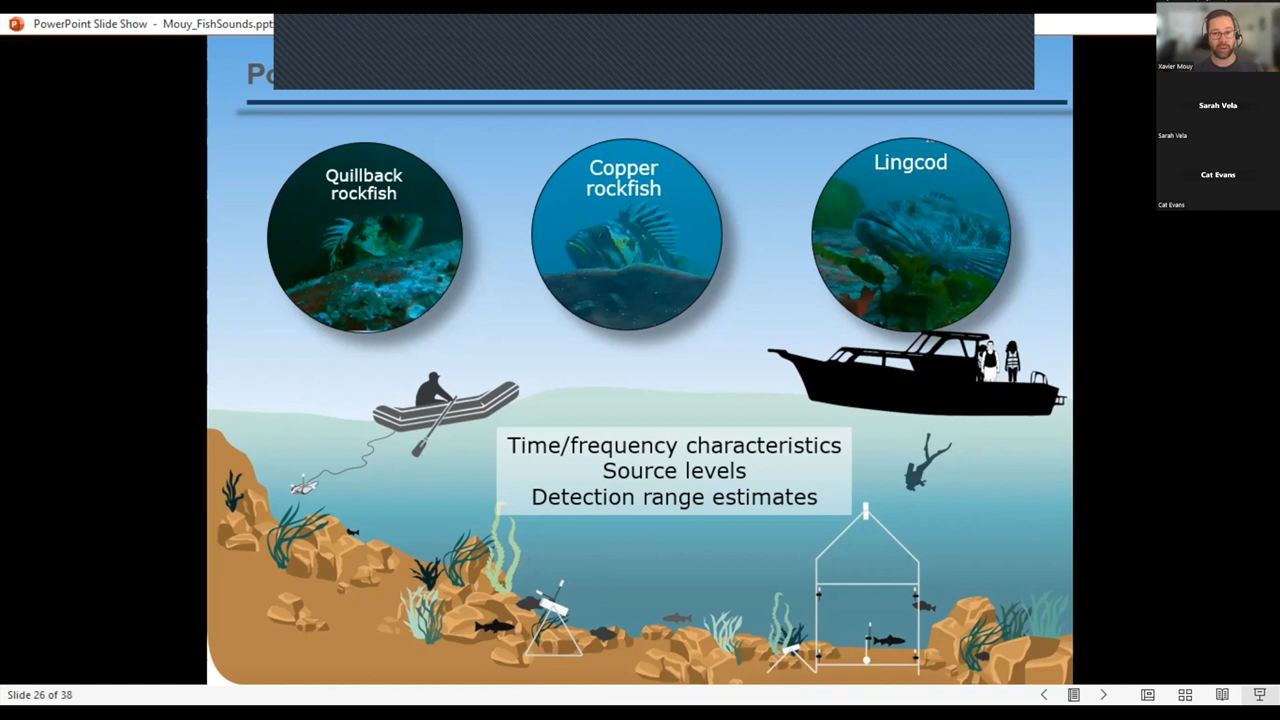 PowerPoint Slide Show - Mouy_FishSounds.ppt
Xavier Mouy
Sarah Vela
Sarah Vela
Cat Evans
Cat Evans
Quillback
rockfish
Copper
rockfish
Lingcod
Time/frequency characteristics
Source levels
Detection range estimates
Slide 26 of 38